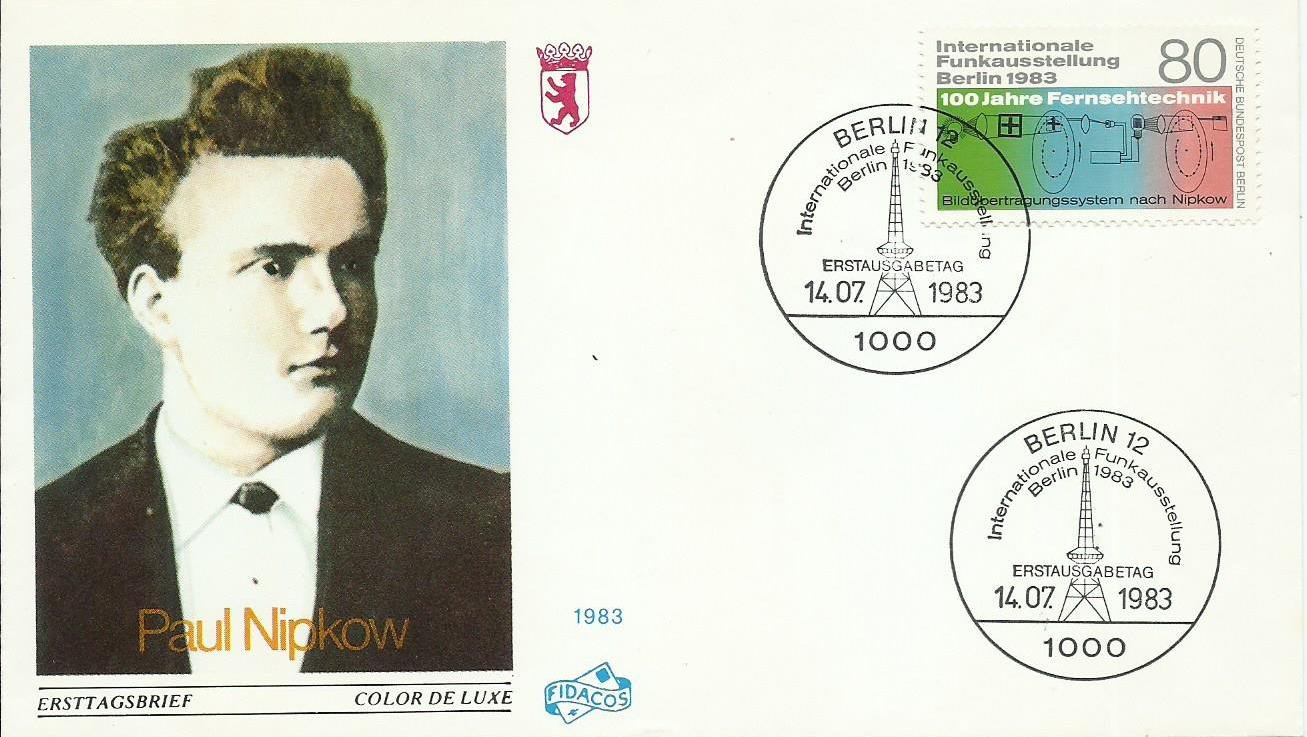 Paul Nipkow
ERSTTAGSBRIEF COLOR DE LUXE
1983
FIDACOS
Internationale
Funkausstellung
Berlin 1983
80
100 Jahre Fernsehtechnik
Bildübertragungssystem nach Nipkow
DEUTSCHE BUNDESPOST BERLIN
BERLIN 12
Internationale Funkausstellung
Berlin 1983
ERSTAUSGABETAG
14.07. 1983
1000
BERLIN 12
Internationale Funkausstellung
Berlin 1983
ERSTAUSGABETAG
14.07. 1983
1000